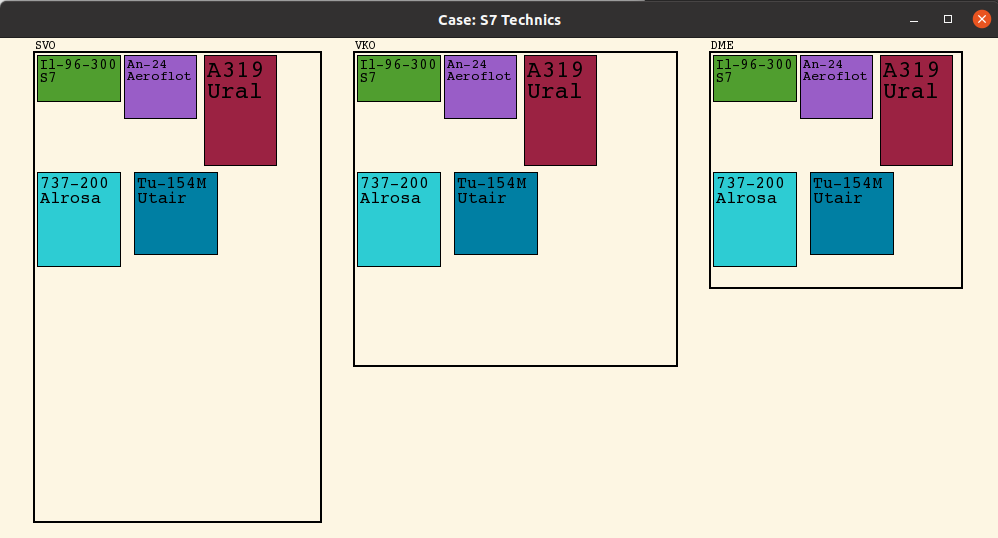 Case: S7 Technics
SVO
Il-96-300
S7
An-24
Aeroflot
A319
Ural
737-200
Alrosa
Tu-154M
Utair
VKO
Il-96-300
S7
An-24
Aeroflot
A319
Ural
737-200
Alrosa
Tu-154M
Utair
DME
Il-96-300
S7
An-24
Aeroflot
A319
Ural
737-200
Alrosa
Tu-154M
Utair